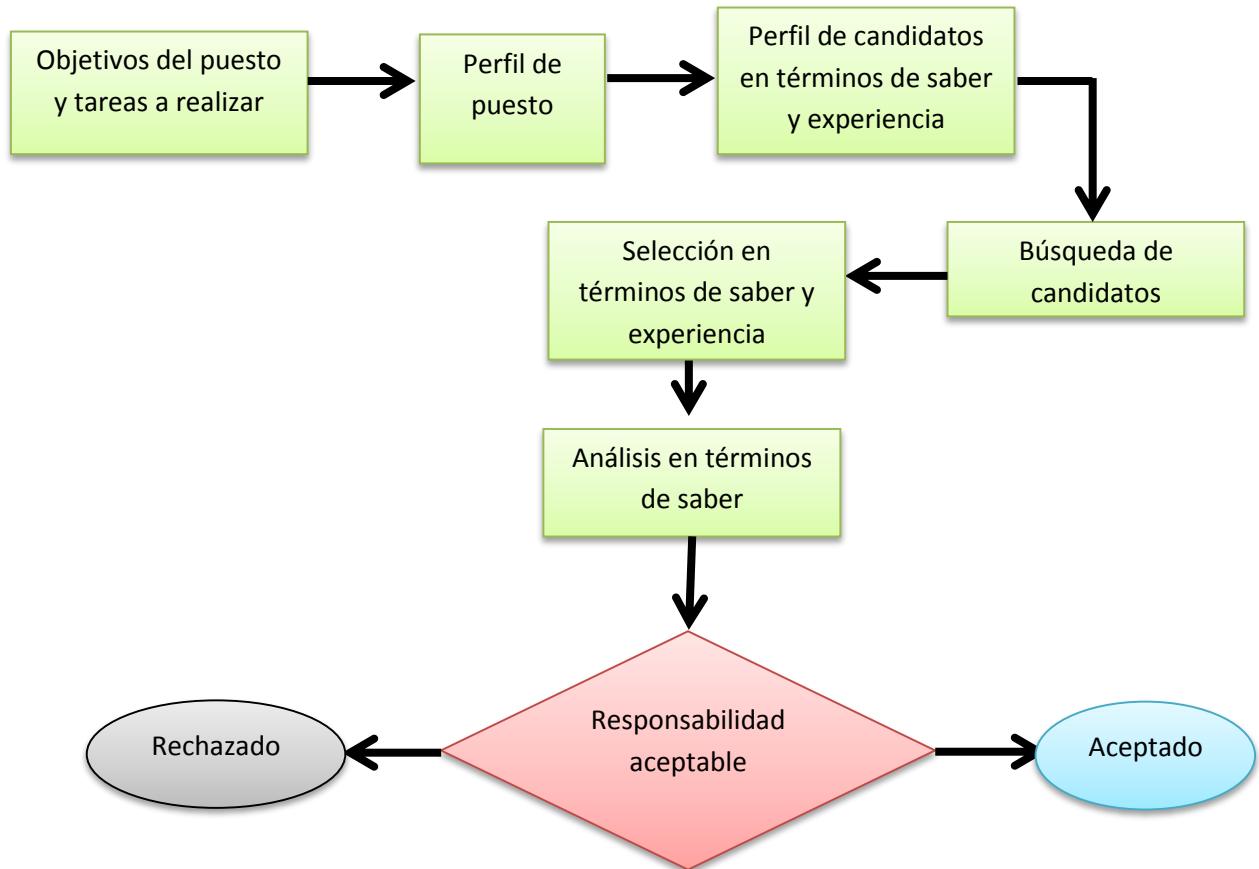 Objetivos del puesto
y tareas a realizar
Perfil de
puesto
Perfil de candidatos
en términos de saber
y experiencia
Búsqueda de
candidatos
Selección en
términos de saber y
experiencia
Análisis en términos
de saber
Responsabilidad
aceptable
Rechazado
Aceptado